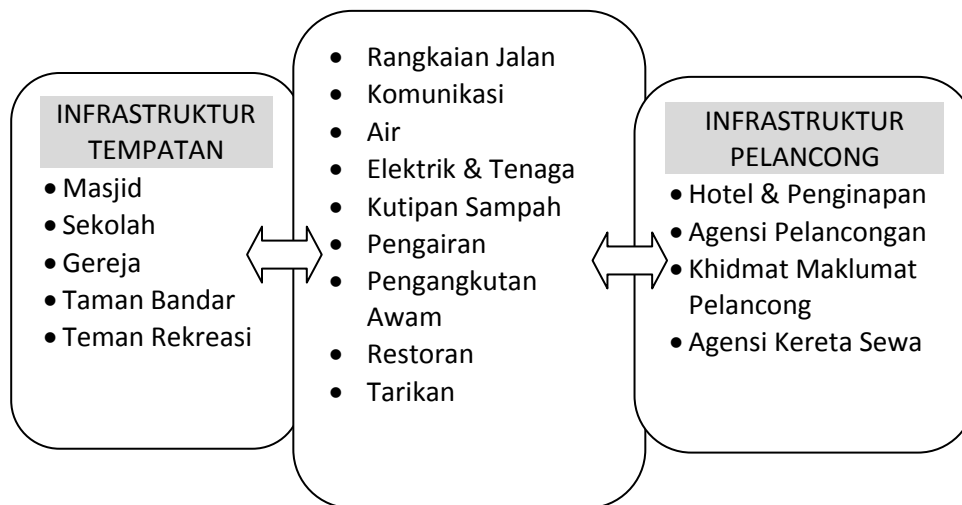 INFRASTRUKTUR
TEMPATAN
• Masjid
• Sekolah
• Gereja
• Taman Bandar
• Teman Rekreasi
• Rangkaian Jalan
• Komunikasi
• Air
• Elektrik & Tenaga
• Kutipan Sampah
• Pengairan
• Pengangkutan
Awam
• Restoran
• Tarikan
INFRASTRUKTUR
PELANCONG
• Hotel & Penginapan
• Agensi Pelancongan
• Khidmat Maklumat
Pelancong
• Agensi Kereta Sewa